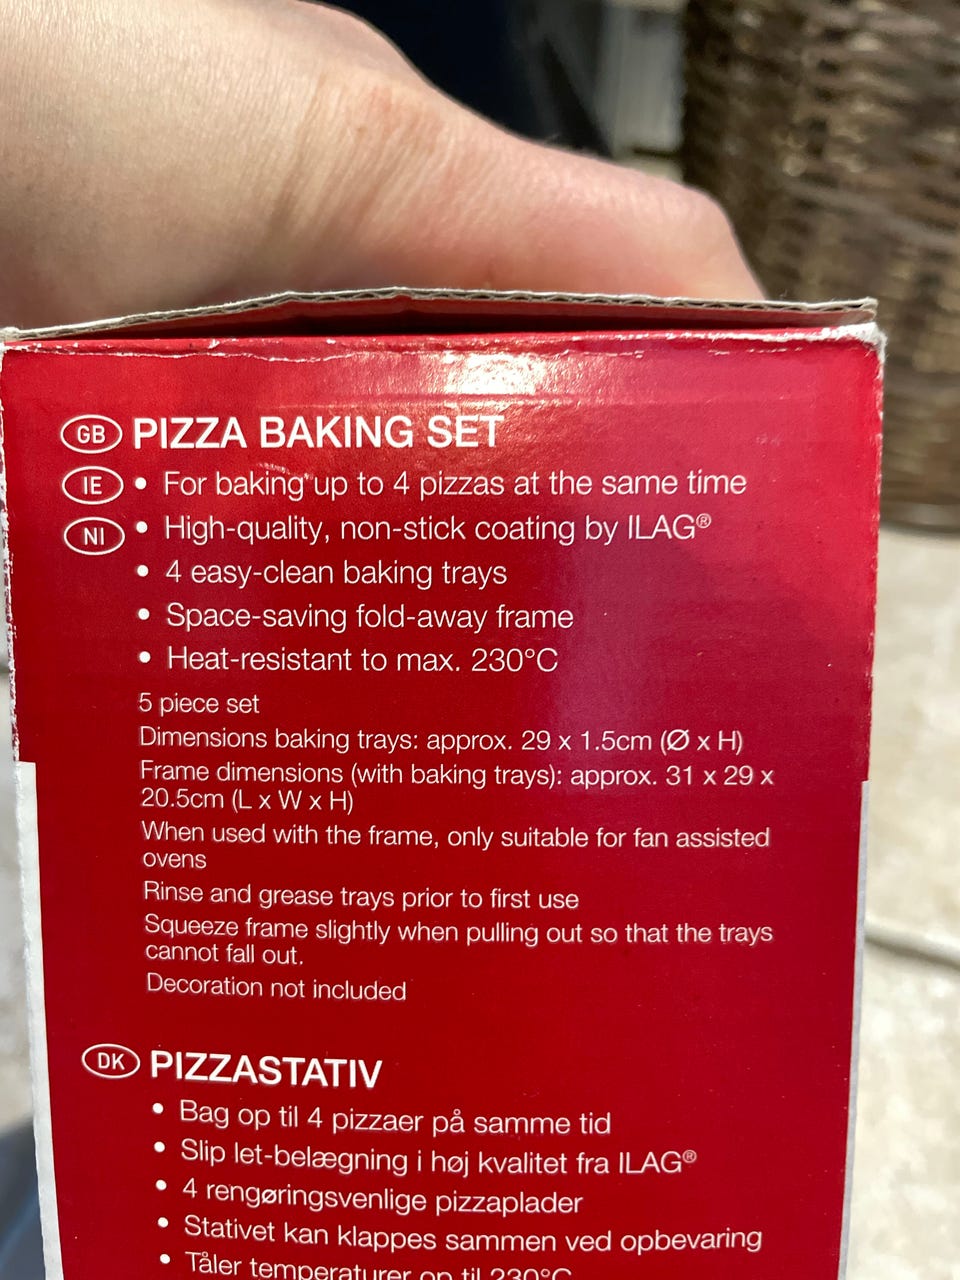 GB PIZZA BAKING SET
IE • For baking up to 4 pizzas at the same time
NI • High-quality, non-stick coating by ILAG®
• 4 easy-clean baking trays
• Space-saving fold-away frame
• Heat-resistant to max. 230°C
5 piece set
Dimensions baking trays: approx. 29 x 1.5cm (Ø x H)
Frame dimensions (with baking trays): approx. 31 x 29 x
20.5cm (L x W x H)
When used with the frame, only suitable for fan assisted
ovens
Rinse and grease trays prior to first use
Squeeze frame slightly when pulling out so that the trays
cannot fall out.
Decoration not included
DK PIZZASTATIV
• Bag op til 4 pizzaer på samme tid
• Slip let-belægning i høj kvalitet fra ILAG®
• 4 rengøringsvenlige pizzaplader
• Stativet kan klappes sammen ved opbevaring
• Tåler temperaturer op til 230°C